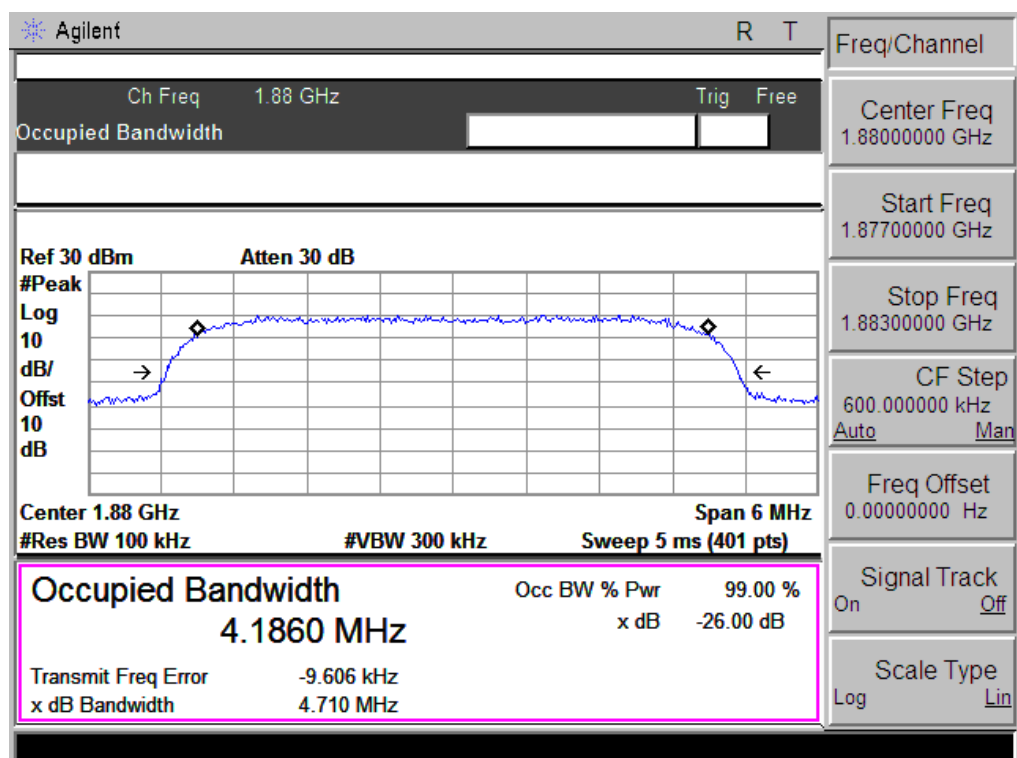 Agilent R T
Ch Freq 1.88 GHz Trig Free
Occupied Bandwidth
Ref 30 dBm Atten 30 dB
#Peak
Log
10
dB/
Offst
10
dB
Center 1.88 GHz Span 6 MHz
#Res BW 100 kHz #VBW 300 kHz Sweep 5 ms (401 pts)
Occupied Bandwidth Occ BW % Pwr 99.00 %
4.1860 MHz x dB -26.00 dB
Transmit Freq Error -9.606 kHz
x dB Bandwidth 4.710 MHz
Freq/Channel
Center Freq
1.88000000 GHz
Start Freq
1.87700000 GHz
Stop Freq
1.88300000 GHz
CF Step
600.000000 kHz
Auto Man
Freq Offset
0.00000000 Hz
Signal Track
On Off
Scale Type
Log Lin